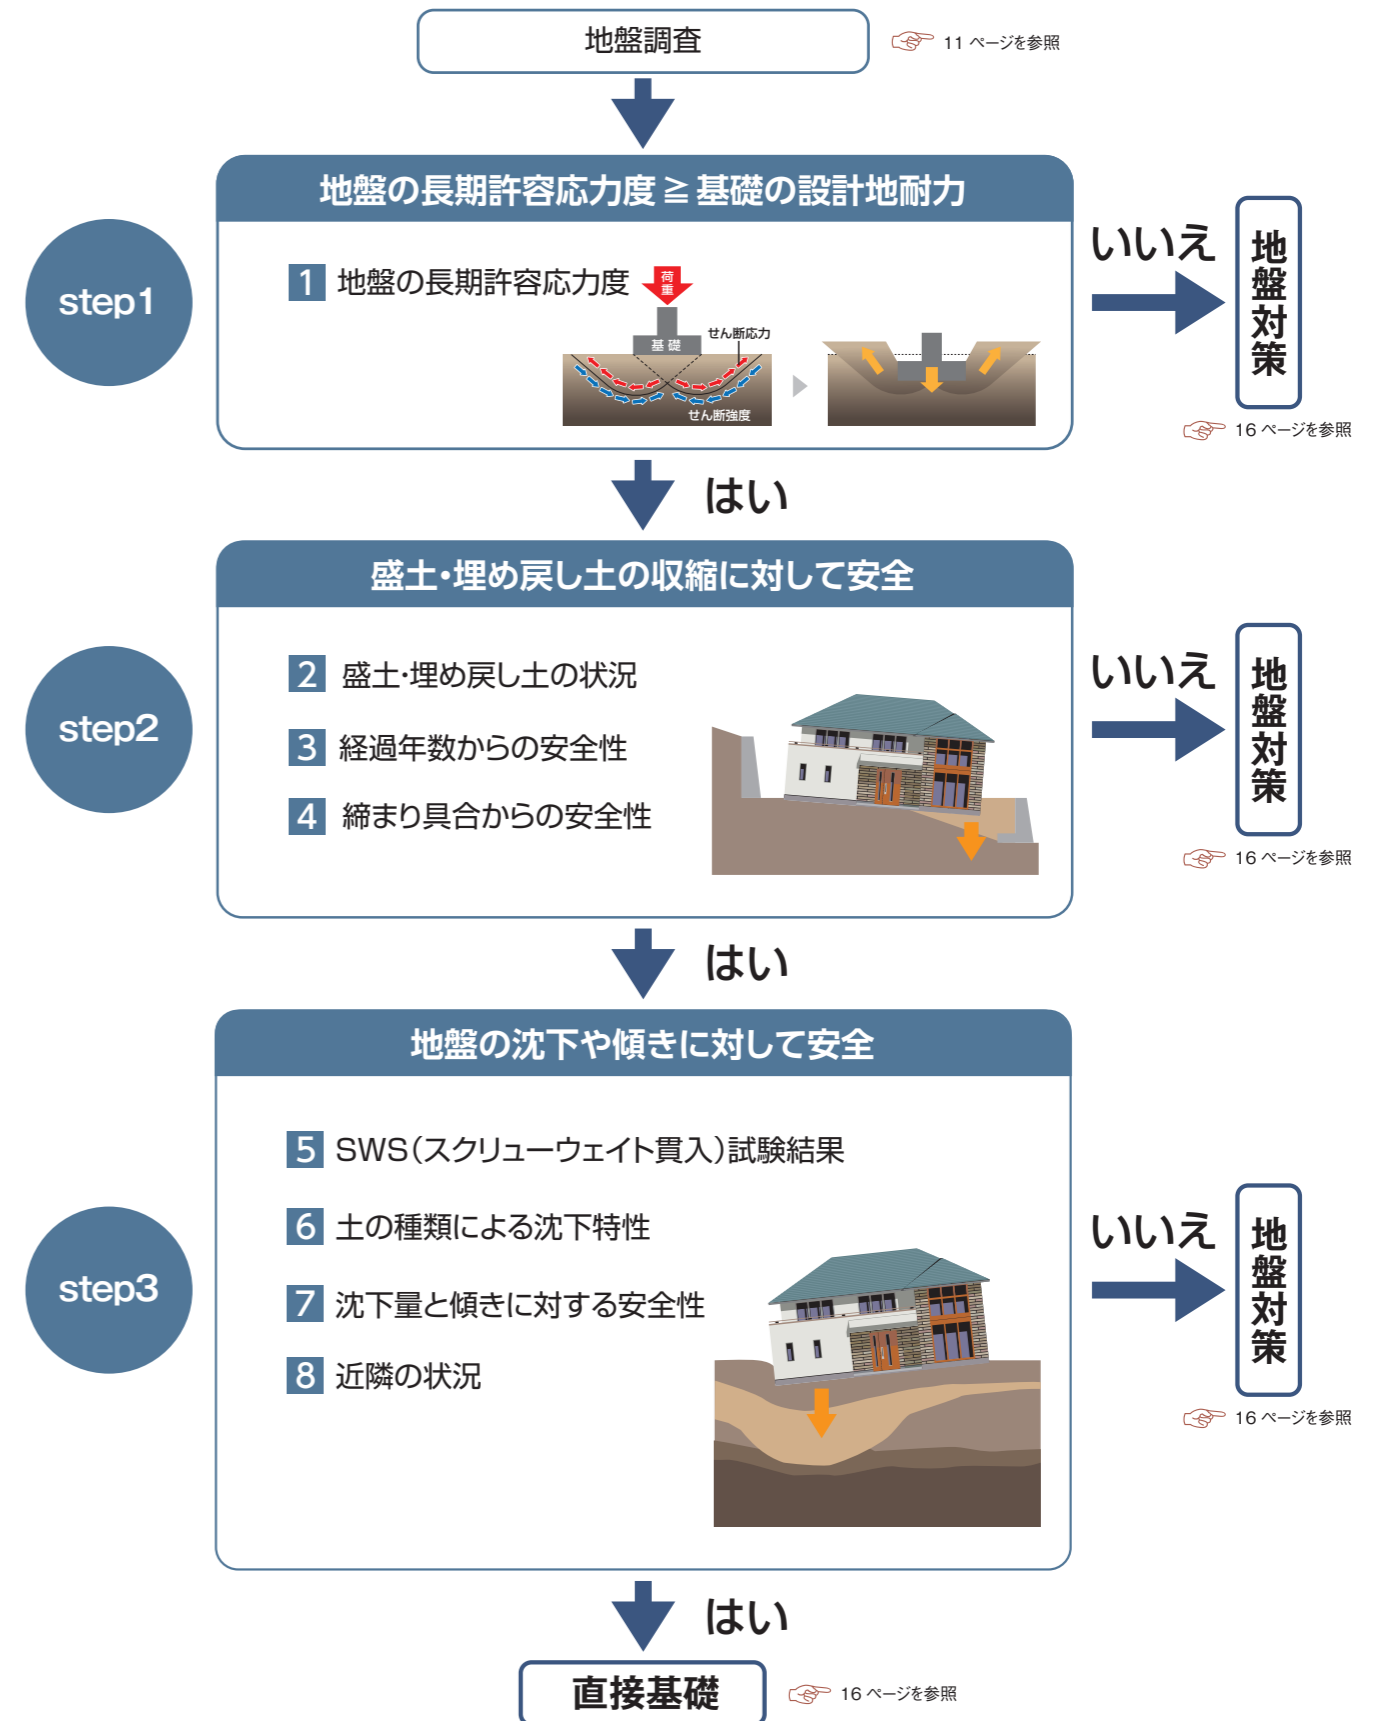 地盤調査
11 ページを参照
step1
地盤の長期許容応力度 ≧ 基礎の設計地耐力
1 地盤の長期許容応力度
荷重
基礎
せん断応力
せん断強度
いいえ
地盤対策
16 ページを参照
はい
step2
盛土・埋め戻し土の収縮に対して安全
2 盛土・埋め戻し土の状況
3 経過年数からの安全性
4 締まり具合からの安全性
いいえ
地盤対策
16 ページを参照
はい
step3
地盤の沈下や傾きに対して安全
5 SWS（スクリューウェイト貫入）試験結果
6 土の種類による沈下特性
7 沈下量と傾きに対する安全性
8 近隣の状況
いいえ
地盤対策
16 ページを参照
はい
直接基礎
16 ページを参照